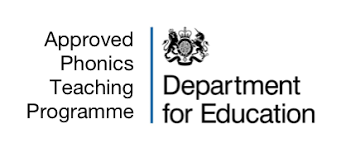 Approved
Phonics
Teaching
Programme
Department
for Education